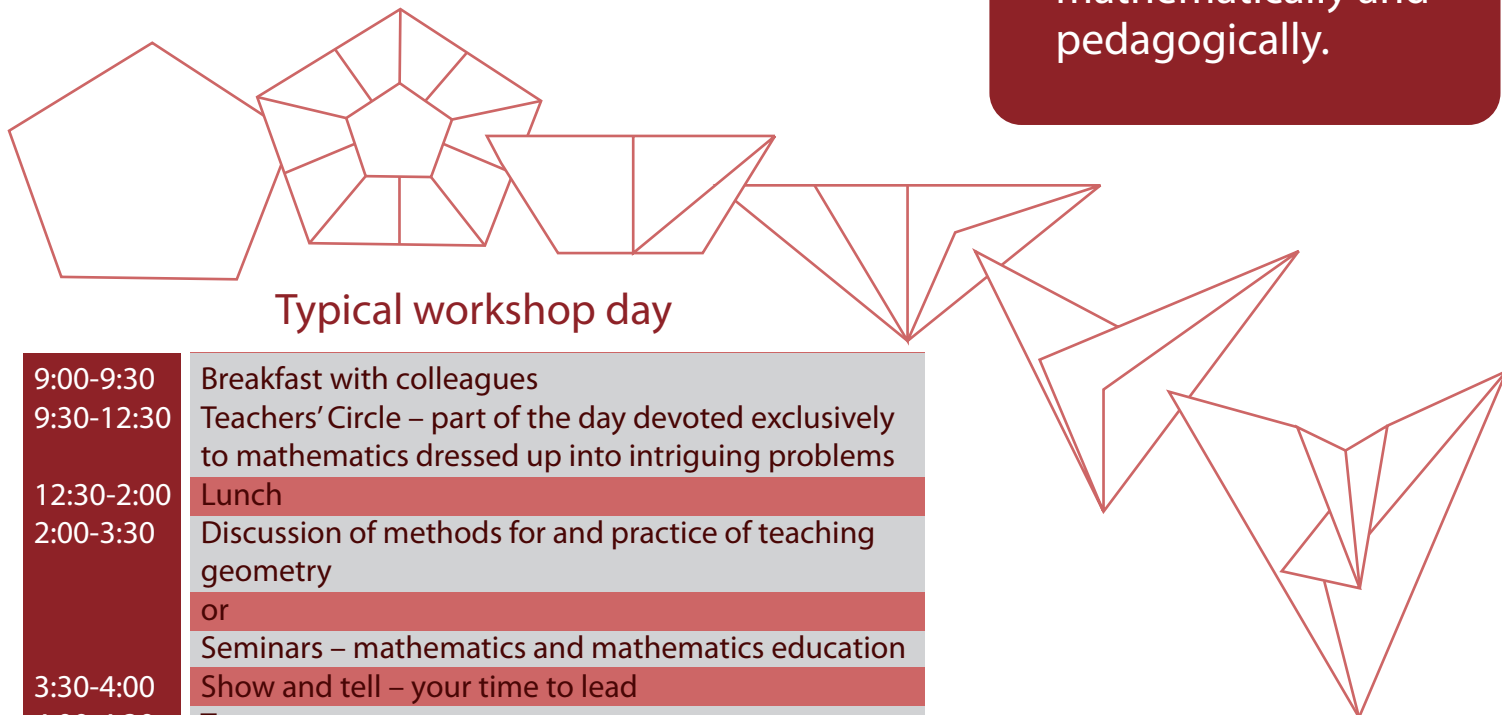 pedagogically.
Typical workshop day
9:00-9:30 Breakfast with colleagues
9:30-12:30 Teachers’ Circle – part of the day devoted exclusively
to mathematics dressed up into intriguing problems
12:30-2:00 Lunch
2:00-3:30 Discussion of methods for and practice of teaching
geometry
or
Seminars – mathematics and mathematics education
3:30-4:00 Show and tell – your time to lead